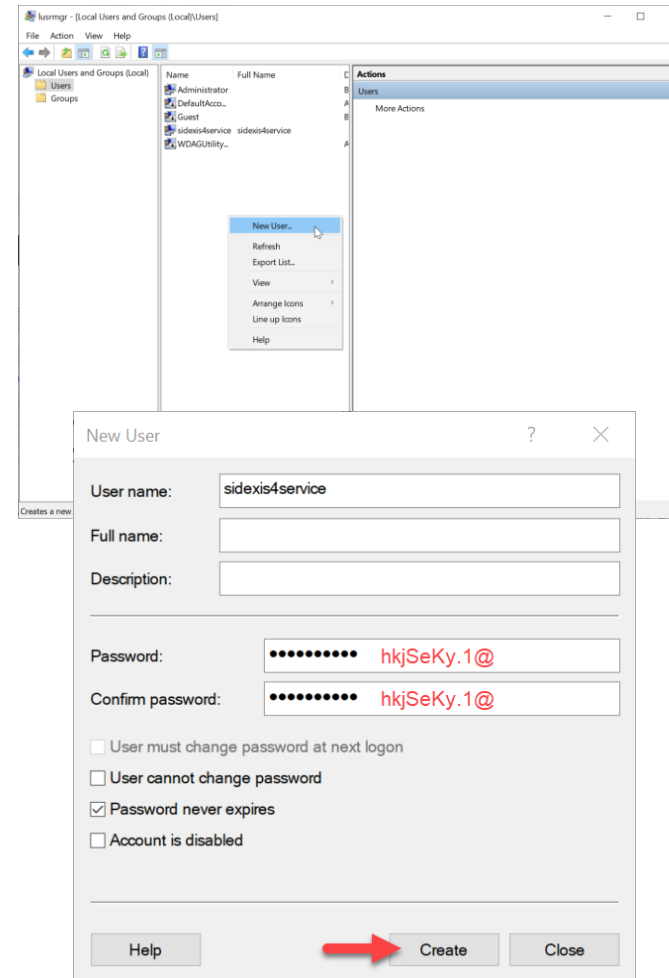 lusrmgr - [Local Users and Groups (Local)\Users]
File Action View Help
Local Users and Groups (Local)
Users
Groups
Name Full Name D
Administrator B
DefaultAcco... A
Guest B
sidexis4service sidexis4service
WDAGUtility... A
Actions
Users
More Actions
New User...
Refresh
Export List...
View
Arrange Icons
Line up Icons
Help
Creates a new
New User
User name: sidexis4service
Full name:
Description:
Password: •••••••••• hkjSeKy.1@
Confirm password: •••••••••• hkjSeKy.1@
User must change password at next logon
User cannot change password
Password never expires
Account is disabled
Help Create Close